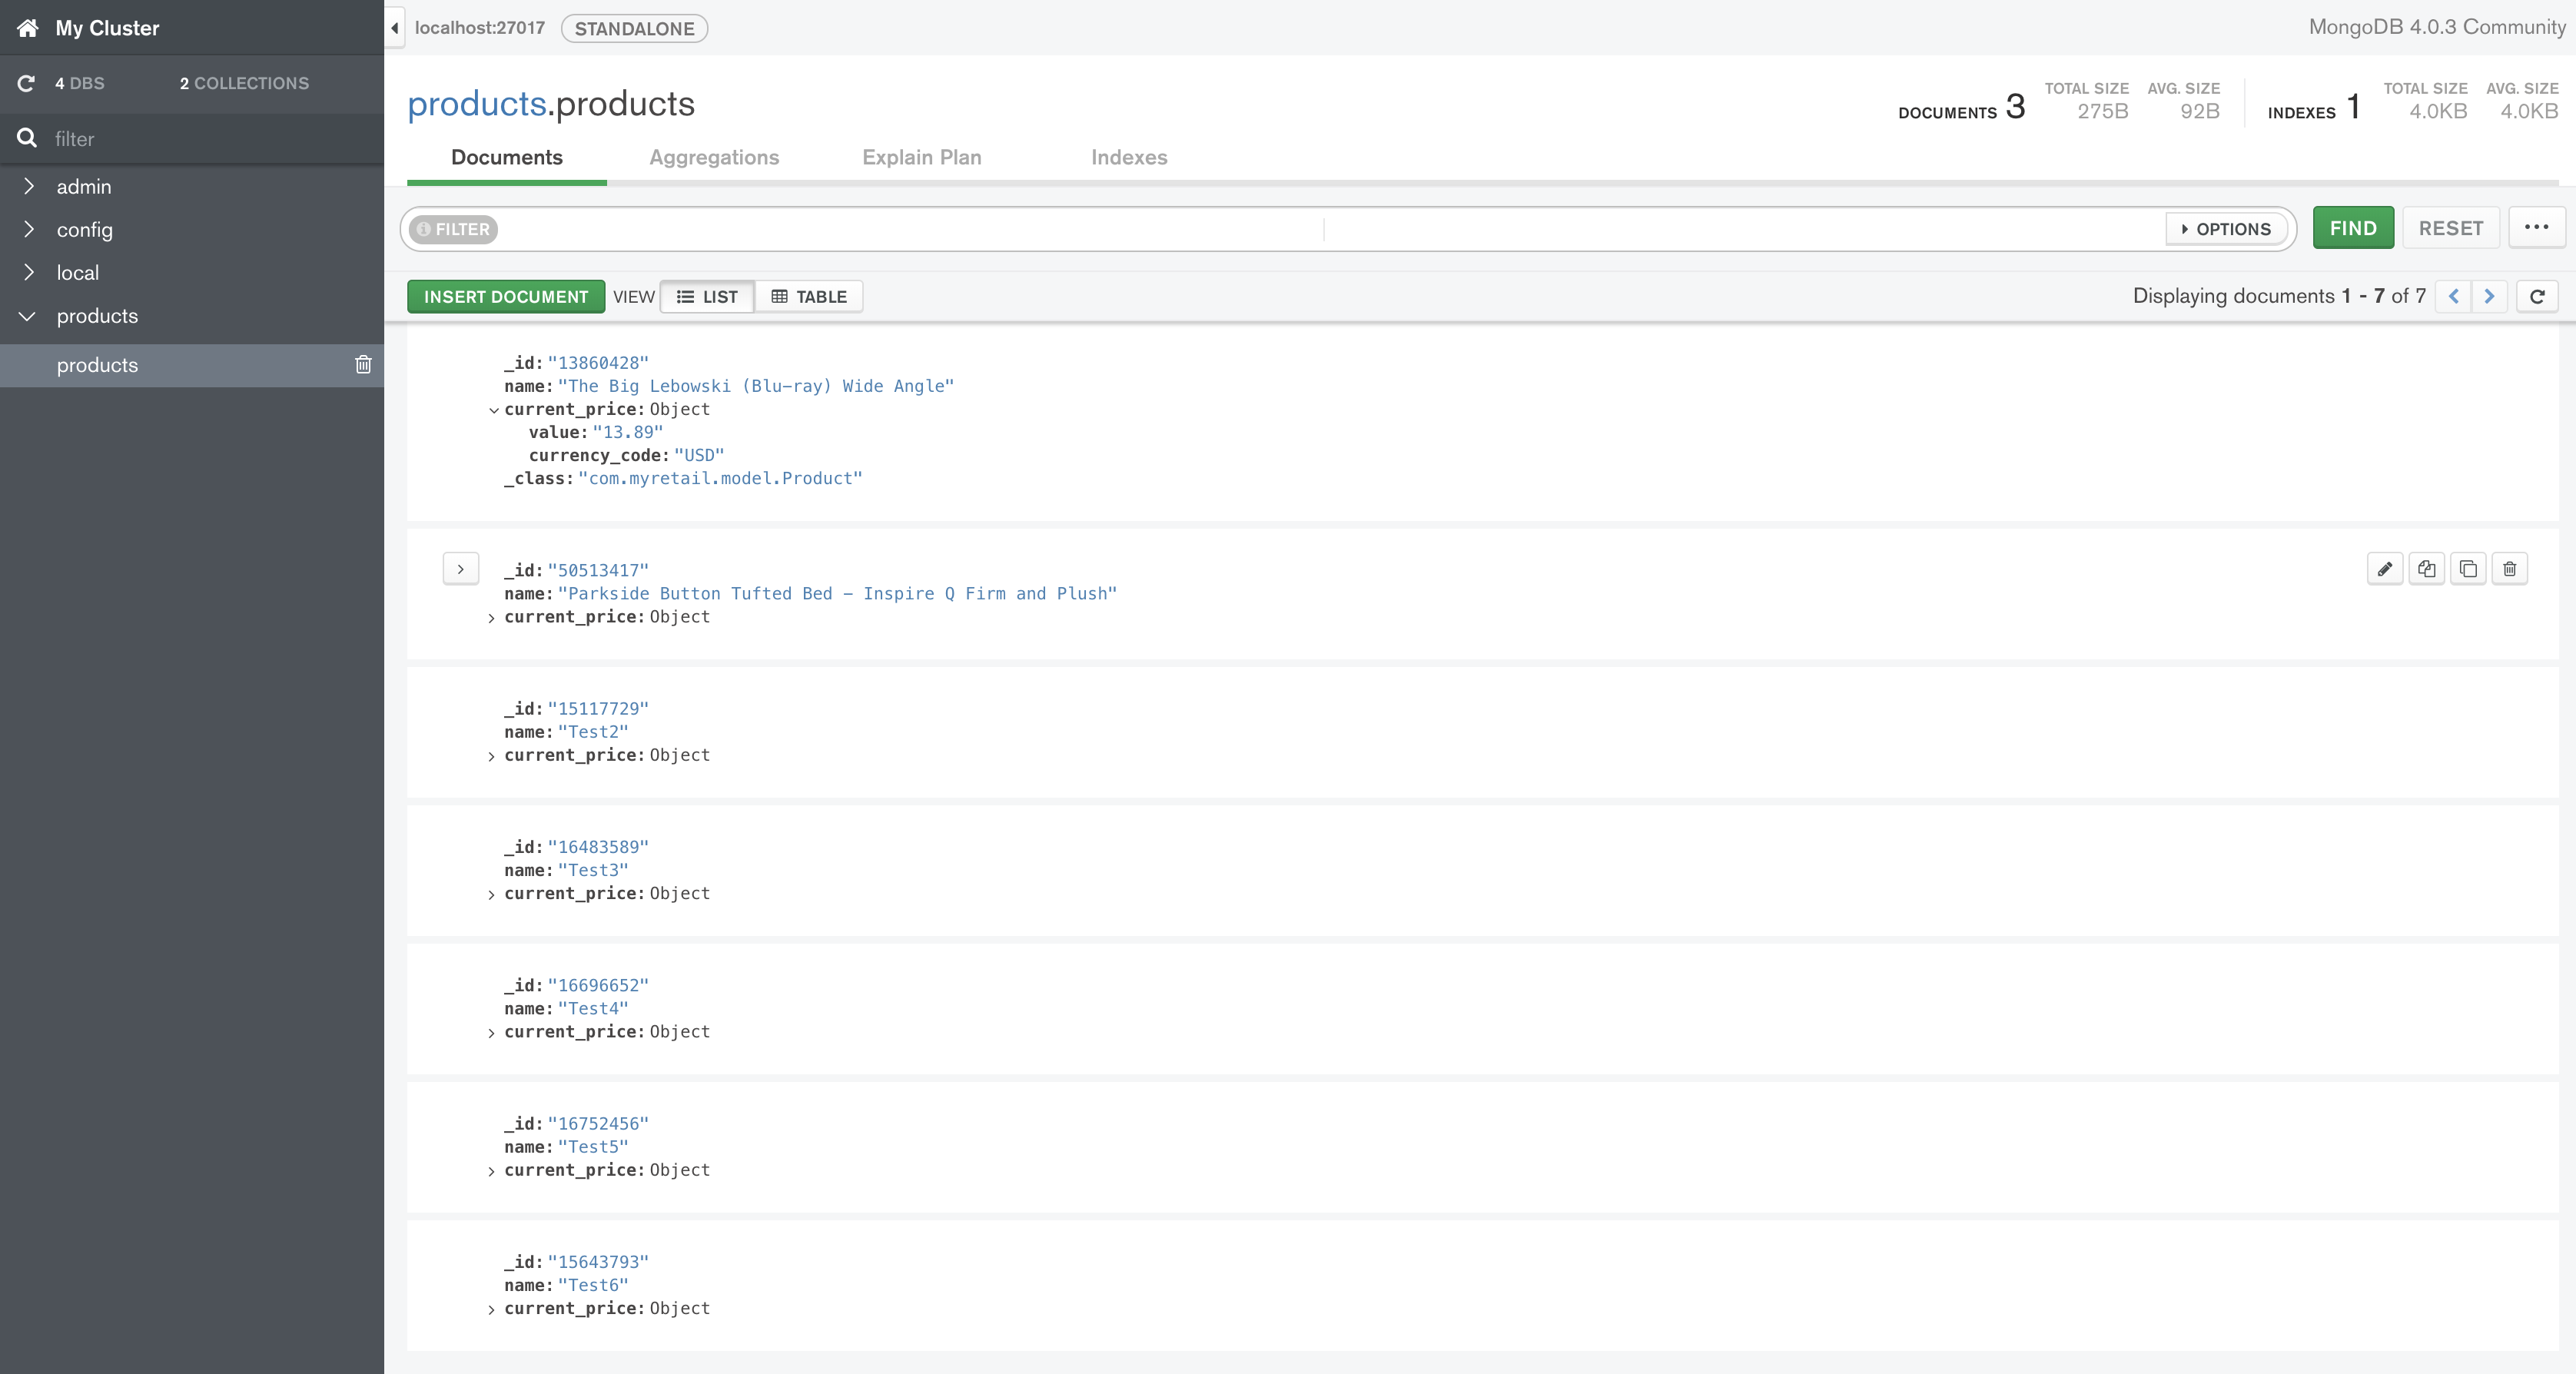 My Cluster
4 DBS 2 COLLECTIONS
filter
admin
config
local
products
products
localhost:27017 STANDALONE MongoDB 4.0.3 Community
products.products
DOCUMENTS 3 TOTAL SIZE 275B AVG. SIZE 92B INDEXES 1 TOTAL SIZE 4.0KB AVG. SIZE 4.0KB
Documents Aggregations Explain Plan Indexes
FILTER OPTIONS FIND RESET ...
INSERT DOCUMENT VIEW LIST TABLE Displaying documents 1 - 7 of 7
_id:"13860428"
name:"The Big Lebowski (Blu-ray) Wide Angle"
current_price:Object
value:"13.89"
currency_code:"USD"
_class:"com.myretail.model.Product"
_id:"50513417"
name:"Parkside Button Tufted Bed – Inspire Q Firm and Plush"
current_price:Object
_id:"15117729"
name:"Test2"
current_price:Object
_id:"16483589"
name:"Test3"
current_price:Object
_id:"16696652"
name:"Test4"
current_price:Object
_id:"16752456"
name:"Test5"
current_price:Object
_id:"15643793"
name:"Test6"
current_price:Object